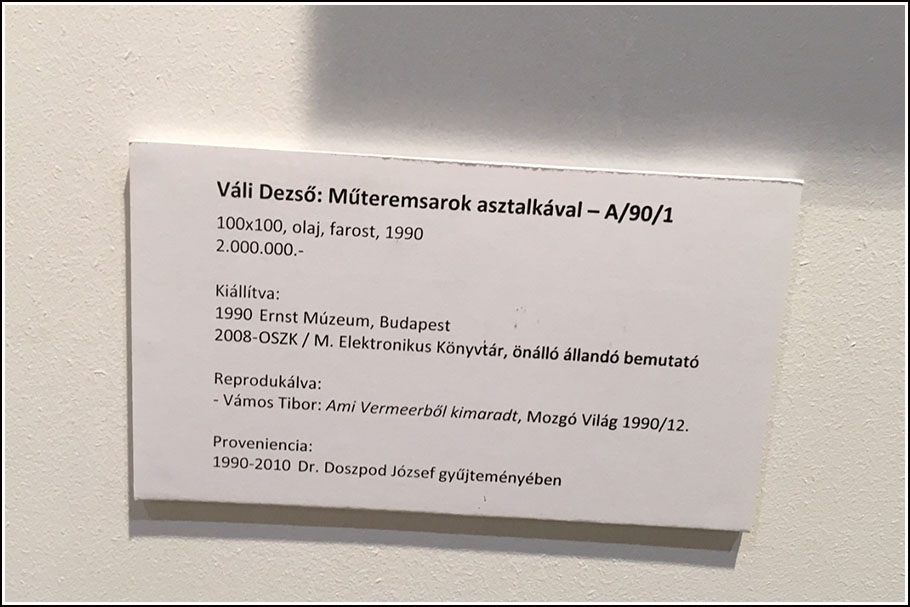 Váli Dezső: Műteremsarok asztalkával – A/90/1
100x100, olaj, farost, 1990
2.000.000.-
Kiállítva:
1990 Ernst Múzeum, Budapest
2008-OSZK / M. Elektronikus Könyvtár, önálló állandó bemutató
Reprodukálva:
- Vámos Tibor: Ami Vermeerből kimaradt, Mozgó Világ 1990/12.
Proveniencia:
1990-2010 Dr. Doszpod József gyűjteményében